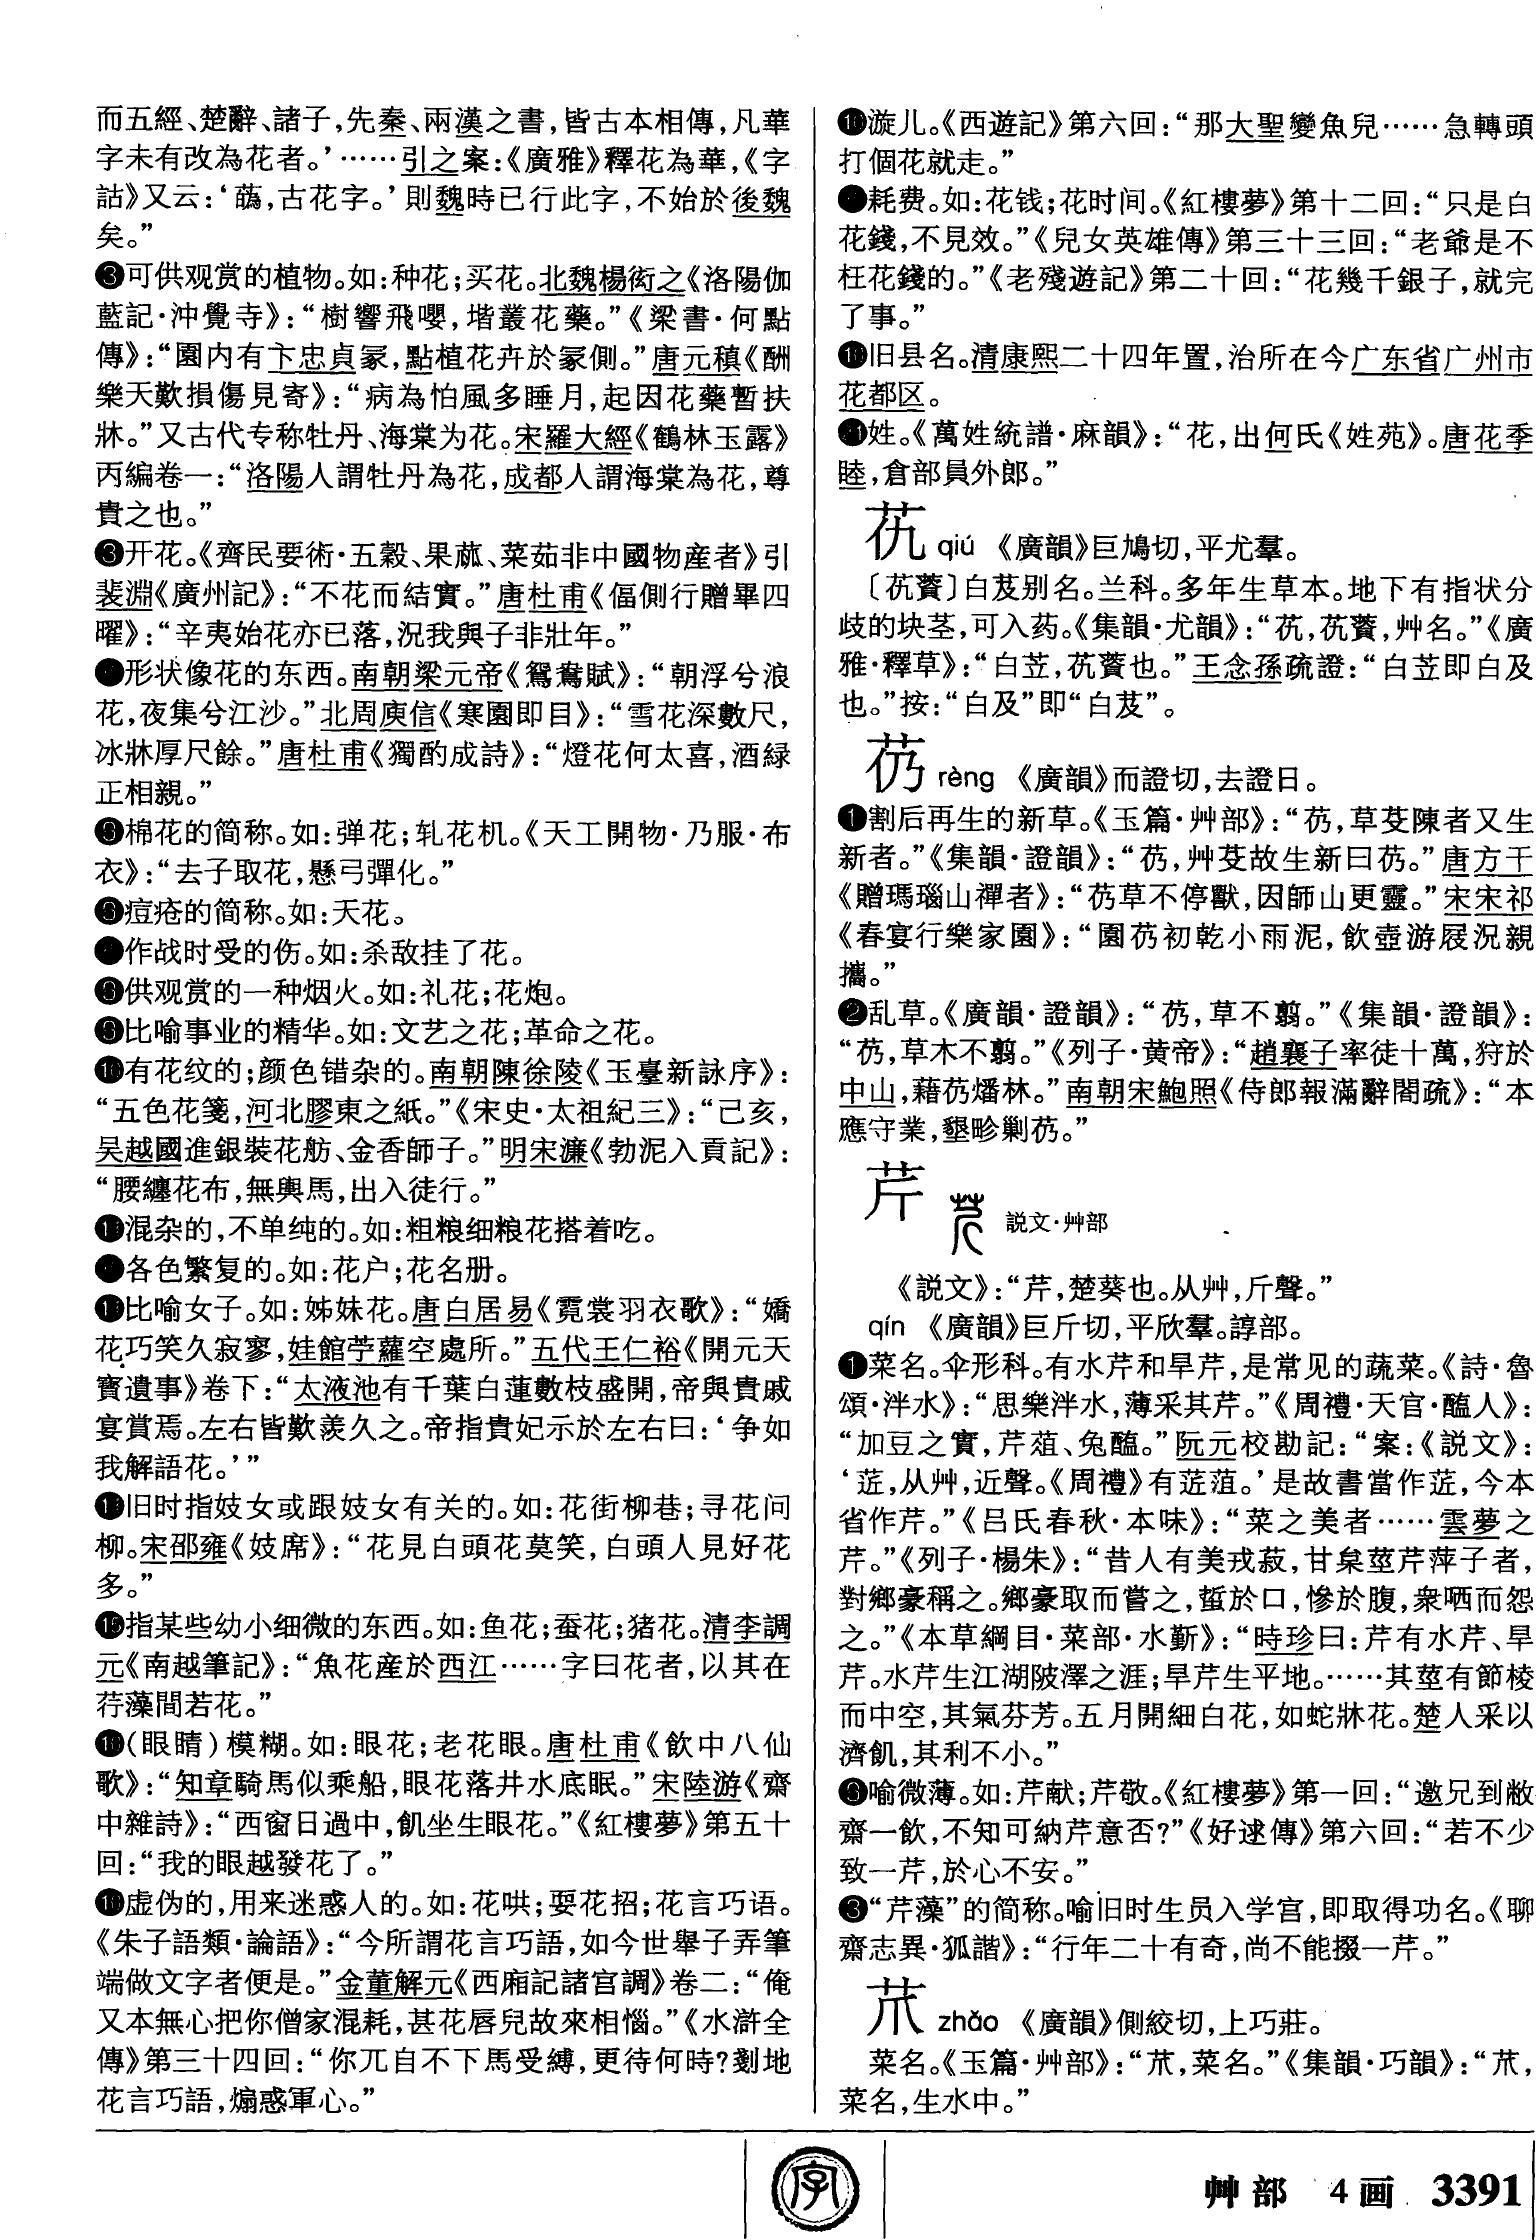 而五經、楚辭、諸子，先秦、兩漢之書，皆古本相傳，凡華
字未有改為花者。’……引之案：《廣雅》釋花為華，《字
詁》又云：‘蘤，古花字。’則魏時已行此字，不始於後魏
矣。”
❸可供观赏的植物。如：种花；买花。北魏楊衒之《洛陽伽
藍記·沖覺寺》：“樹響飛嚶，堦叢花藥。”《梁書·何點
傳》：“園内有卞忠貞冢，點植花卉於冢側。”唐元稹《酬
樂天歎損傷見寄》：“病為怕風多睡月，起因花藥暫扶
牀。”又古代专称牡丹、海棠为花。宋羅大經《鶴林玉露》
丙編卷一：“洛陽人謂牡丹為花，成都人謂海棠為花，尊
貴之也。”
❸开花。《齊民要術·五穀、果蓏、菜茹非中國物産者》引
裴淵《廣州記》：“不花而結實。”唐杜甫《偪側行贈畢四
曜》：“辛夷始花亦已落，況我與子非壯年。”
形状像花的东西。南朝梁元帝《鴛鴦賦》：“朝浮兮浪
花，夜集兮江沙。”北周庾信《寒園即目》：“雪花深數尺，
冰牀厚尺餘。”唐杜甫《獨酌成詩》：“燈花何太喜，酒緑
正相親。”
棉花的简称。如：弹花；轧花机。《天工開物·乃服·布
衣》：“去子取花，懸弓彈化。”
痘疮的简称。如：天花。
作战时受的伤。如：杀敌挂了花。
供观赏的一种烟火。如：礼花；花炮。
比喻事业的精华。如：文艺之花；革命之花。
有花纹的；颜色错杂的。南朝陳徐陵《玉臺新詠序》：
“五色花箋，河北膠東之紙。”《宋史·太祖紀三》：“己亥，
吴越國進銀裝花舫、金香師子。”明宋濂《勃泥入貢記》：
“腰纏花布，無輿馬，出入徒行。”
混杂的，不单纯的。如：粗粮细粮花搭着吃。
各色繁复的。如：花户；花名册。
比喻女子。如：姊妹花。唐白居易《霓裳羽衣歌》：“嬌
花巧笑久寂寥，娃館苧蘿空處所。”五代王仁裕《開元天
寶遺事》卷下：“太液池有千葉白蓮數枝盛開，帝與貴戚
宴賞焉。左右皆歎羨久之。帝指貴妃示於左右曰：‘争如
我解語花。’”
旧时指妓女或跟妓女有关的。如：花街柳巷；寻花问
柳。宋邵雍《妓席》：“花見白頭花莫笑，白頭人見好花
多。”
⓯指某些幼小细微的东西。如：鱼花；蚕花；猪花。清李調
元《南越筆記》：“魚花産於西江……字曰花者，以其在
荇藻間若花。”
(眼睛)模糊。如：眼花；老花眼。唐杜甫《飲中八仙
歌》：“知章騎馬似乘船，眼花落井水底眠。”宋陸游《齋
中雜詩》：“西窗日過中，飢坐生眼花。”《紅樓夢》第五十
回：“我的眼越發花了。”
虚伪的，用来迷惑人的。如：花哄；耍花招；花言巧语。
《朱子語類·論語》：“今所謂花言巧語，如今世舉子弄筆
端做文字者便是。”金董解元《西廂記諸宮調》卷二：“俺
又本無心把你僧家混耗，甚花唇兒故來相惱。”《水滸全
傳》第三十四回：“你兀自不下馬受縛，更待何時？剗地
花言巧語，煽惑軍心。”
漩儿。《西遊記》第六回：“那大聖變魚兒……急轉頭
打個花就走。”
耗费。如：花钱；花时间。《紅樓夢》第十二回：“只是白
花錢，不見效。”《兒女英雄傳》第三十三回：“老爺是不
枉花錢的。”《老殘遊記》第二十回：“花幾千銀子，就完
了事。”
旧县名。清康熙二十四年置，治所在今广东省广州市
花都区。
姓。《萬姓統譜·麻韻》：“花，出何氏《姓苑》。唐花季
睦，倉部員外郎。”
芁 qiú 《廣韻》巨鳩切，平尤羣。
〔芁藬〕白芨别名。兰科。多年生草本。地下有指状分
歧的块茎，可入药。《集韻·尤韻》：“芁，芁藬，艸名。”《廣
雅·釋草》：“白苙，芁藬也。”王念孫疏證：“白苙即白及
也。”按：“白及”即“白芨”。
芿 rèng 《廣韻》而證切，去證日。
❶割后再生的新草。《玉篇·艸部》：“芿，草芟陳者又生
新者。”《集韻·證韻》：“芿，艸芟故生新曰芿。”唐方干
《贈瑪瑙山禪者》：“芿草不停獸，因師山更靈。”宋宋祁
《春宴行樂家園》：“園芿初乾小雨泥，飲壺游屐況親
攜。”
❷乱草。《廣韻·證韻》：“芿，草不翦。”《集韻·證韻》：
“芿，草木不翦。”《列子·黄帝》：“趙襄子率徒十萬，狩於
中山，藉芿燔林。”南朝宋鮑照《侍郎報滿辭閤疏》：“本
應守業，墾畛剿芿。”
芹 説文·艸部
《説文》：“芹，楚葵也。从艸，斤聲。”
qín 《廣韻》巨斤切，平欣羣。諄部。
❶菜名。伞形科。有水芹和旱芹，是常见的蔬菜。《詩·魯
頌·泮水》：“思樂泮水，薄采其芹。”《周禮·天官·醢人》：
“加豆之實，芹菹、兔醢。”阮元校勘記：“案：《説文》：
‘䔶，从艸，近聲。《周禮》有䔶菹。’是故書當作䔶，今本
省作芹。”《吕氏春秋·本味》：“菜之美者……雲夢之
芹。”《列子·楊朱》：“昔人有美戎菽，甘枲莖芹萍子者，
對鄉豪稱之。鄉豪取而嘗之，蜇於口，慘於腹，衆哂而怨
之。”《本草綱目·菜部·水斳》：“時珍曰：芹有水芹、旱
芹。水芹生江湖陂澤之涯；旱芹生平地。……其莖有節棱
而中空，其氣芬芳。五月開細白花，如蛇牀花。楚人采以
濟飢，其利不小。”
喻微薄。如：芹献；芹敬。《紅樓夢》第一回：“邀兄到敝
齋一飲，不知可納芹意否？”《好逑傳》第六回：“若不少
致一芹，於心不安。”
❸“芹藻”的简称。喻旧时生员入学宫，即取得功名。《聊
齋志異·狐諧》：“行年二十有奇，尚不能掇一芹。”
笊 zhǎo 《廣韻》側絞切，上巧莊。
菜名。《玉篇·艸部》：“，菜名。”《集韻·巧韻》：“，
菜名，生水中。”
字
艸部 4画 3391